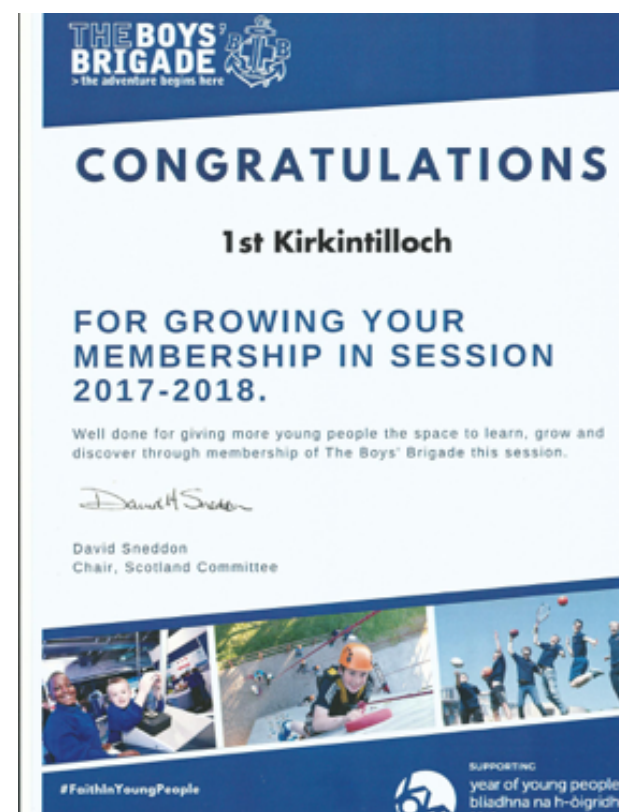 THE BOYS'
BRIGADE
> the adventure begins here
B B
CONGRATULATIONS
1st Kirkintilloch
FOR GROWING YOUR
MEMBERSHIP IN SESSION
2017-2018.
Well done for giving more young people the space to learn, grow and
discover through membership of The Boys' Brigade this session.
David M Sneddon
David Sneddon
Chair, Scotland Committee
#FaithInYoungPeople
SUPPORTING
year of young people
bliadhna na h-òigridh